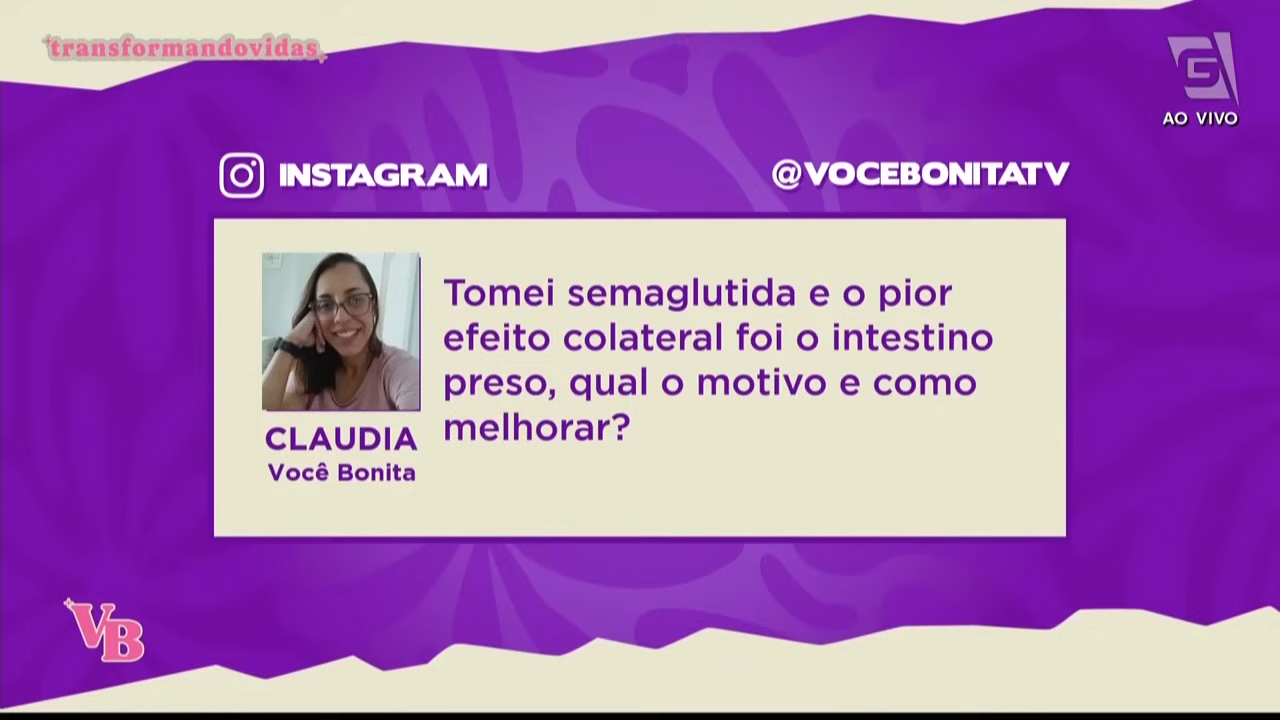 transformandovidas
AO VIVO
INSTAGRAM
@VOCEBONITATV
Tomei semaglutida e o pior
efeito colateral foi o intestino
preso, qual o motivo e como
melhorar?
CLAUDIA
Você Bonita
VB